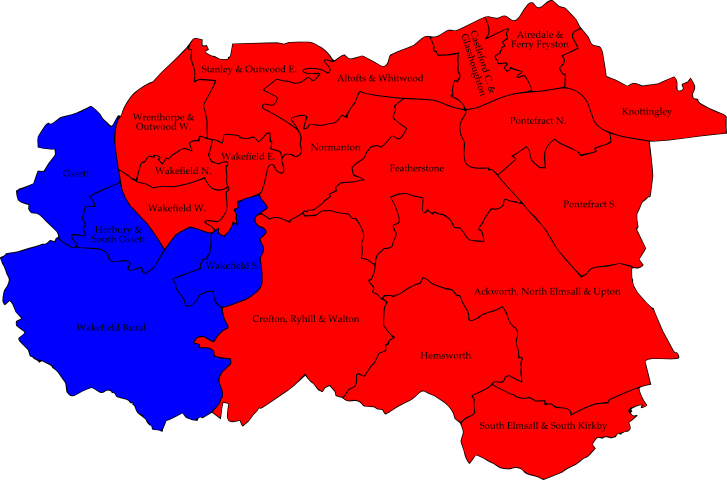 Airedale &
Ferry Fryston
Castleford C. &
Glasshoughton
Stanley & Outwood E.
Altofts & Whitwood
Knottingley
Wrenthorpe &
Outwood W.
Pontefract N.
Normanton
Wakefield E.
Featherstone
Wakefield N.
Ossett
Wakefield W.
Pontefract S.
Horbury &
South Ossett
Wakefield S.
Ackworth, North Elmsall & Upton
Crofton, Ryhill & Walton
Wakefield Rural
Hemsworth
South Elmsall & South Kirkby